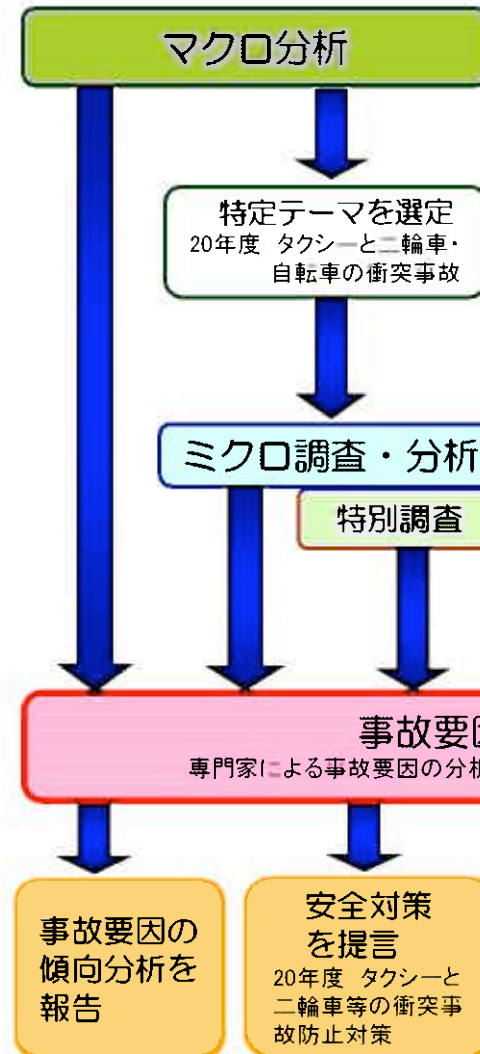 マクロ分析
特定テーマを選定
20年度 タクシーと二輪車・
自転車の衝突事故
ミクロ調査・分析
特別調査
事故要因
専門家による事故要因の分析
事故要因の
傾向分析を
報告
安全対策
を提言
20年度 タクシーと
二輪車等の衝突事
故防止対策